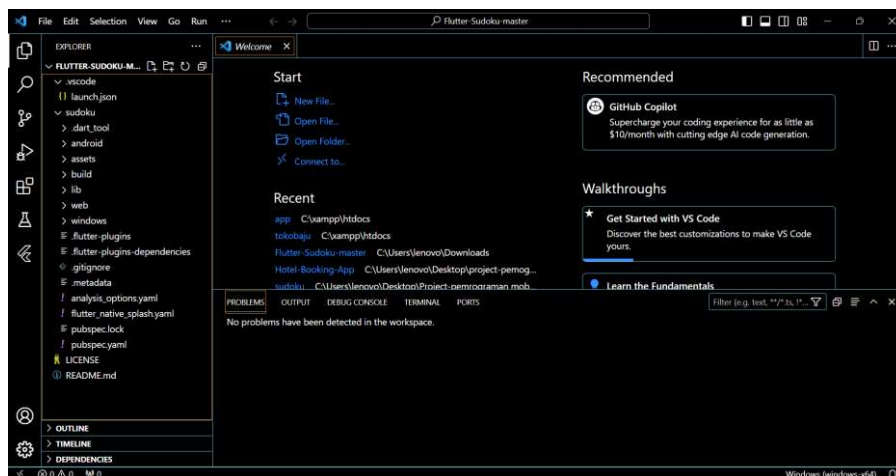 File Edit Selection View Go Run ...
Flutter-Sudoku-master
EXPLORER
FLUTTER-SUDOKU-M...
.vscode
launch.json
sudoku
.dart_tool
android
assets
build
lib
web
windows
.flutter-plugins
.flutter-plugins-dependencies
.gitignore
.metadata
analysis_options.yaml
flutter_native_splash.yaml
pubspec.lock
pubspec.yaml
LICENSE
README.md
OUTLINE
TIMELINE
DEPENDENCIES
Welcome
Start
New File...
Open File...
Open Folder...
Connect to...
Recent
app C:\xampp\htdocs
tokobaju C:\xampp\htdocs
Flutter-Sudoku-master C:\Users\lenovo\Downloads
Hotel-Booking-App C:\Users\lenovo\Desktop\project-pemog...
sudoku C:\Users\lenovo\Desktop\Project-pemrograman mob...
Recommended
GitHub Copilot
Supercharge your coding experience for as little as
$10/month with cutting edge AI code generation.
Walkthroughs
Get Started with VS Code
Discover the best customizations to make VS Code
yours.
Learn the Fundamentals
PROBLEMS OUTPUT DEBUG CONSOLE TERMINAL PORTS
Filter (e.g. text, **/*.ts, !*...
No problems have been detected in the workspace.
0 0 0
Windows (windows-x64)